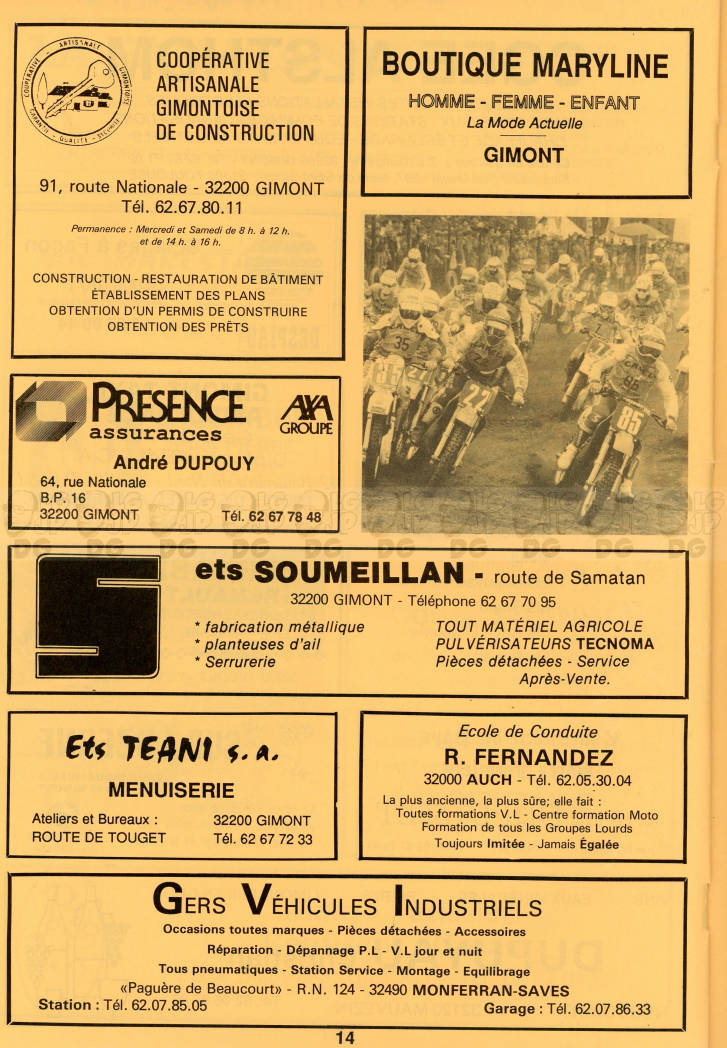 COOPÉRATIVE ARTISANALE GIMONTOISE
GARANTIE - QUALITÉ - SÉCURITÉ
COOPÉRATIVE
ARTISANALE
GIMONTOISE
DE CONSTRUCTION
91, route Nationale - 32200 GIMONT
Tél. 62.67.80.11
Permanence : Mercredi et Samedi de 8 h. à 12 h.
et de 14 h. à 16 h.
CONSTRUCTION - RESTAURATION DE BÂTIMENT
ÉTABLISSEMENT DES PLANS
OBTENTION D'UN PERMIS DE CONSTRUIRE
OBTENTION DES PRÊTS
BOUTIQUE MARYLINE
HOMME - FEMME - ENFANT
La Mode Actuelle
GIMONT
35
22
85
PRESENCE
assurances
AXA
GROUPE
André DUPOUY
64, rue Nationale
B.P. 16
32200 GIMONT Tél. 62 67 78 48
ets SOUMEILLAN - route de Samatan
32200 GIMONT - Téléphone 62 67 70 95
* fabrication métallique
* planteuses d'ail
* Serrurerie
TOUT MATÉRIEL AGRICOLE
PULVÉRISATEURS TECNOMA
Pièces détachées - Service
Après-Vente.
Ets TEANI s.a.
MENUISERIE
Ateliers et Bureaux : 32200 GIMONT
ROUTE DE TOUGET Tél. 62 67 72 33
Ecole de Conduite
R. FERNANDEZ
32000 AUCH - Tél. 62.05.30.04
La plus ancienne, la plus sûre; elle fait :
Toutes formations V.L - Centre formation Moto
Formation de tous les Groupes Lourds
Toujours Imitée - Jamais Égalée
GERS VÉHICULES INDUSTRIELS
Occasions toutes marques - Pièces détachées - Accessoires
Réparation - Dépannage P.L - V.L jour et nuit
Tous pneumatiques - Station Service - Montage - Equilibrage
«Paguère de Beaucourt» - R.N. 124 - 32490 MONFERRAN-SAVES
Station : Tél. 62.07.85.05 Garage : Tél. 62.07.86.33
14